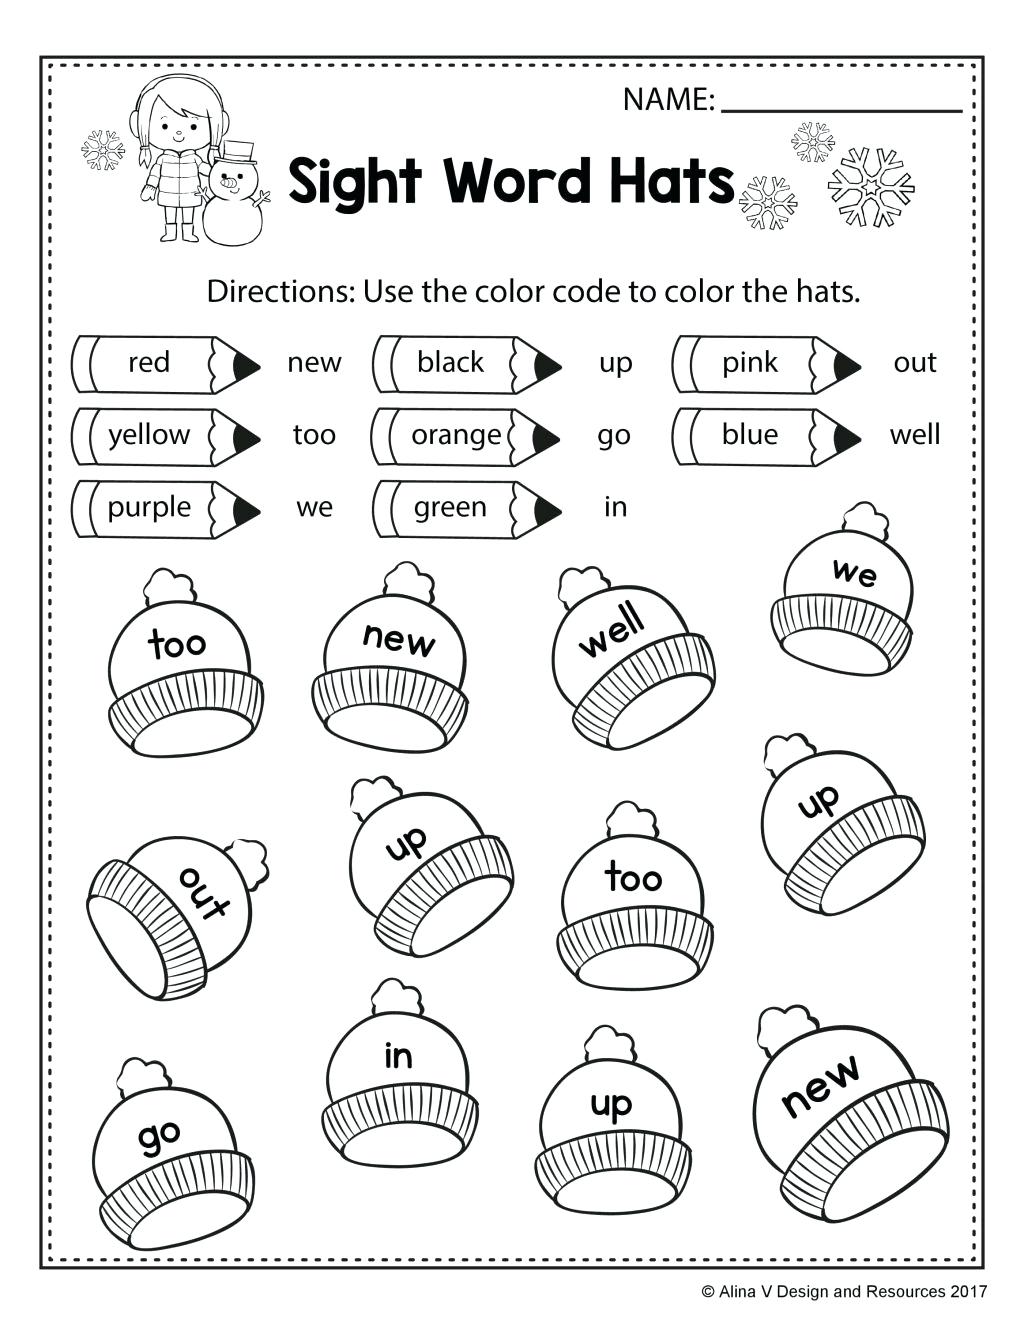 NAME:
Sight Word Hats
Directions: Use the color code to color the hats.
red new black up pink out
yellow too orange go blue well
purple we green in
we
too new well
up
out up too
in
go up new
© Alina V Design and Resources 2017